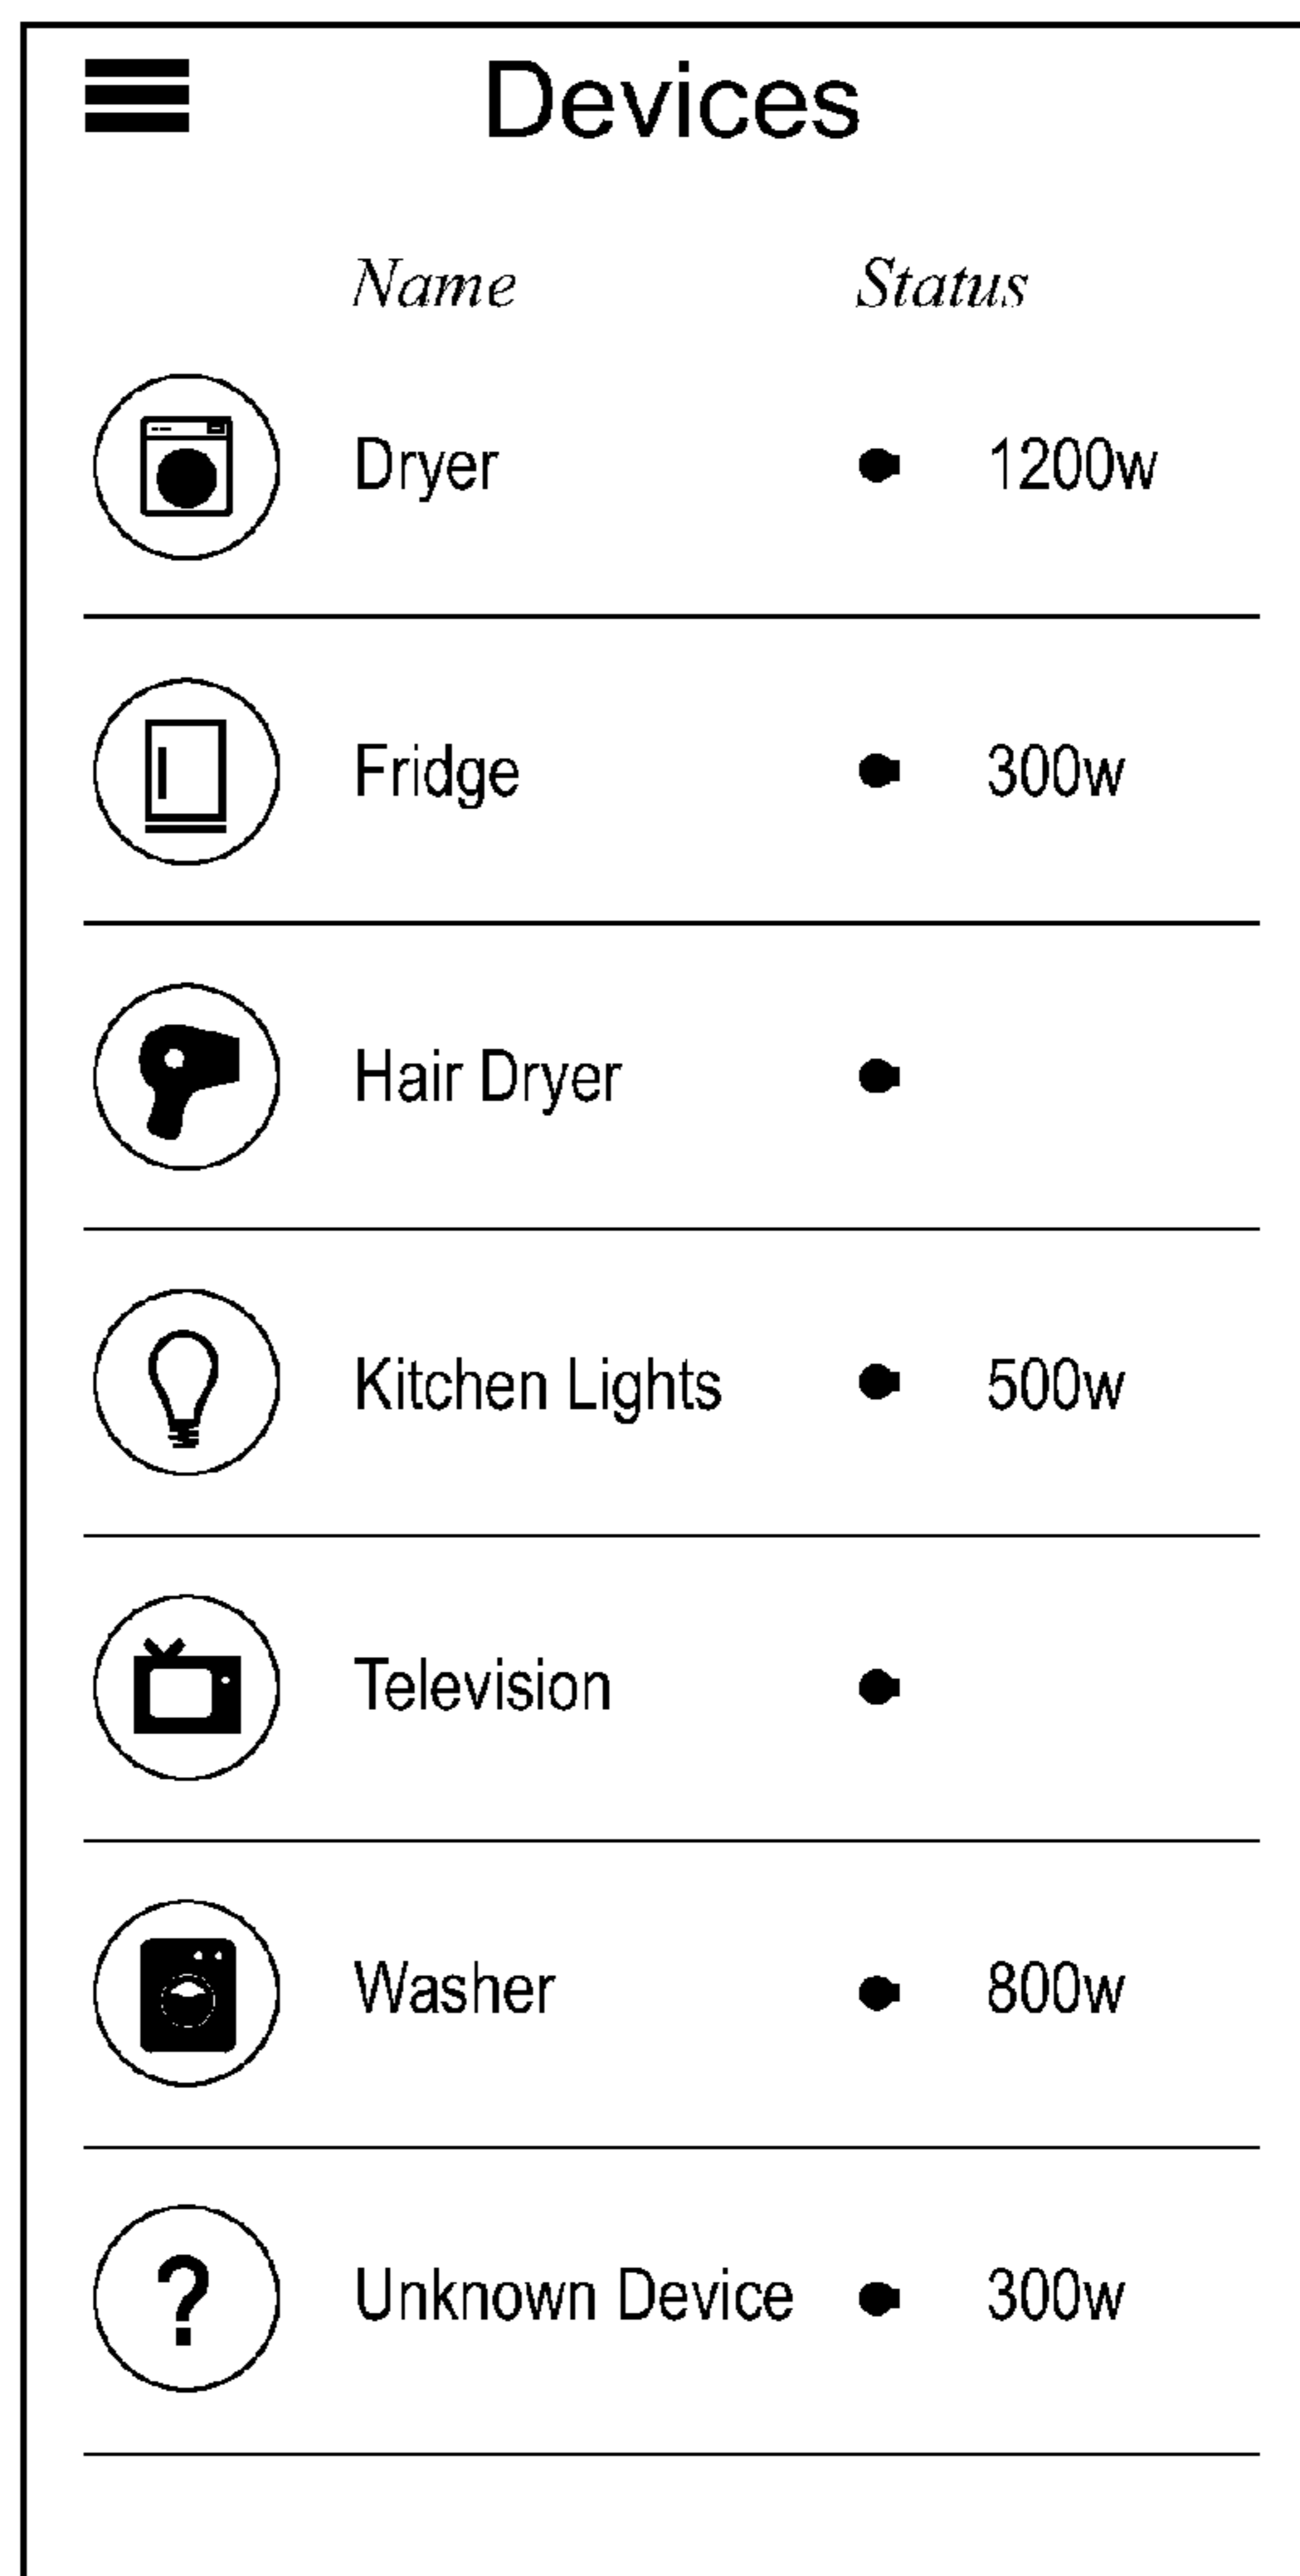 Devices
Name Status
Dryer 1200w
Fridge 300w
Hair Dryer
Kitchen Lights 500w
Television
Washer 800w
? Unknown Device 300w